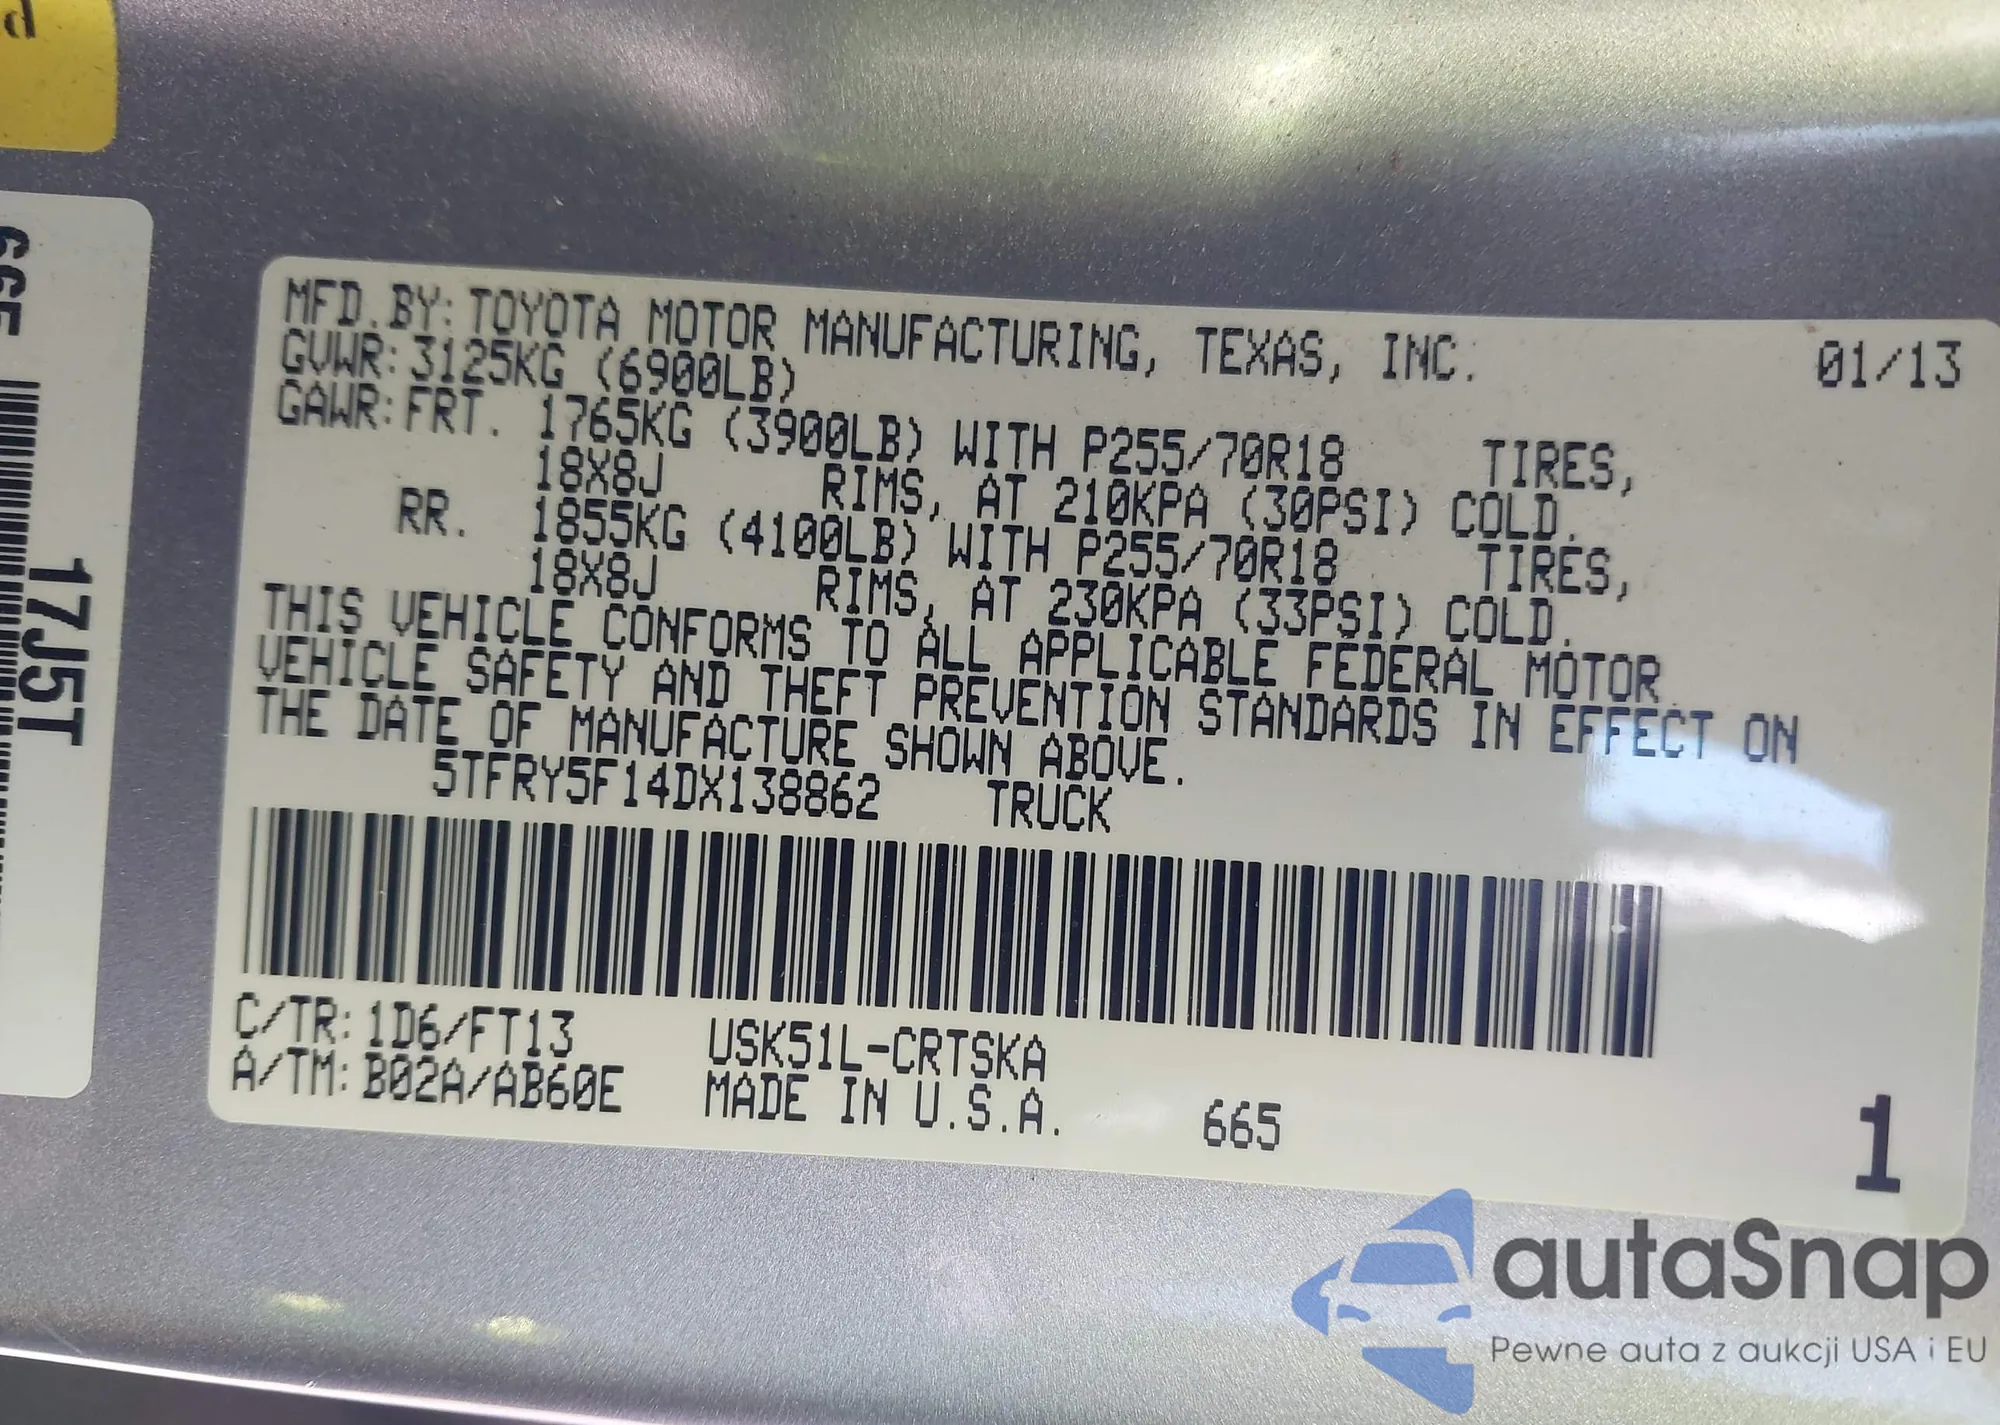 d
665
17J5T
MFD.BY: TOYOTA MOTOR MANUFACTURING, TEXAS, INC. 01/13
GVWR: 3125KG (6900LB)
GAWR: FRT. 1765KG (3900LB) WITH P255/70R18 TIRES,
18X8J RIMS, AT 210KPA (30PSI) COLD.
RR. 1855KG (4100LB) WITH P255/70R18 TIRES,
18X8J RIMS, AT 230KPA (33PSI) COLD.
THIS VEHICLE CONFORMS TO ALL APPLICABLE FEDERAL MOTOR
VEHICLE SAFETY AND THEFT PREVENTION STANDARDS IN EFFECT ON
THE DATE OF MANUFACTURE SHOWN ABOVE.
5TFRY5F14DX138862 TRUCK
C/TR: 1D6/FT13 USK51L-CRTSKA
A/TM: B02A/AB60E MADE IN U.S.A. 665
1
autaSnap
Pewne auta z aukcji USA i EU